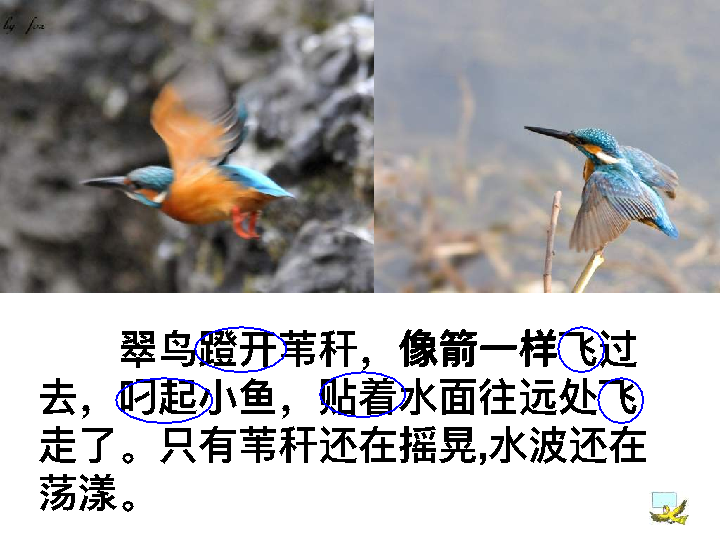 by fox
翠鸟蹬开苇秆，像箭一样飞过
去，叼起小鱼，贴着水面往远处飞
走了。只有苇秆还在摇晃,水波还在
荡漾。